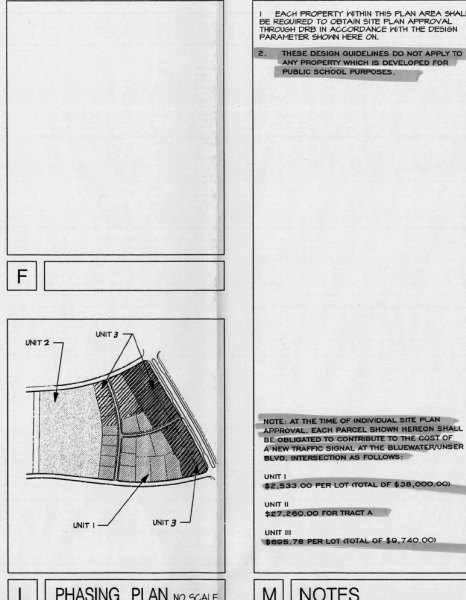 1 EACH PROPERTY WITHIN THIS PLAN AREA SHALL
BE REQUIRED TO OBTAIN SITE PLAN APPROVAL
THROUGH DRB IN ACCORDANCE WITH THE DESIGN
PARAMETER SHOWN HERE ON.
2. THESE DESIGN GUIDELINES DO NOT APPLY TO
ANY PROPERTY WHICH IS DEVELOPED FOR
PUBLIC SCHOOL PURPOSES.
F
UNIT 2
UNIT 3
UNIT 1
UNIT 3
NOTE: AT THE TIME OF INDIVIDUAL SITE PLAN
APPROVAL, EACH PARCEL SHOWN HEREON SHALL
BE OBLIGATED TO CONTRIBUTE TO THE COST OF
A NEW TRAFFIC SIGNAL AT THE BLUEWATER/UNSER
BLVD. INTERSECTION AS FOLLOWS:
UNIT I
$2,533.00 PER LOT (TOTAL OF $38,000.00)
UNIT II
$27,260.00 FOR TRACT A
UNIT III
$695.78 PER LOT (TOTAL OF $9,740.00)
PHASING PLAN NO SCALE
M NOTES